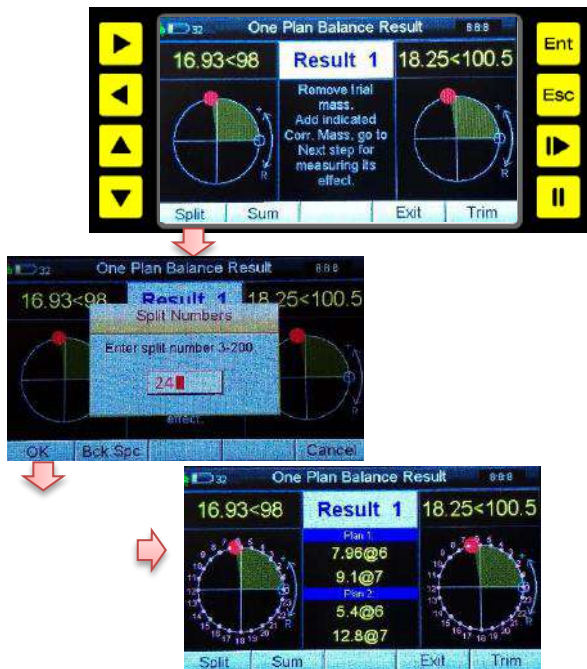 32 One Plan Balance Result 888
16.93<98 Result 1 18.25<100.5
Remove trial
mass.
Add indicated
Corr. Mass, go to
Next step for
measuring its
effect.
+ R
+ R
Split Sum Exit Trim
Ent
Esc
32 One Plan Balance Result 888
16.93<98 Result 1 18.25<100.5
Split Numbers
Enter split number 3-200
24
effect.
R
OK Bck Spc Cancel
32 One Plan Balance Result 888
16.93<98 Result 1 18.25<100.5
Plan 1:
7.96@6
9.1@7
Plan 2:
5.4@6
12.8@7
R
R
Split Sum Exit Trim